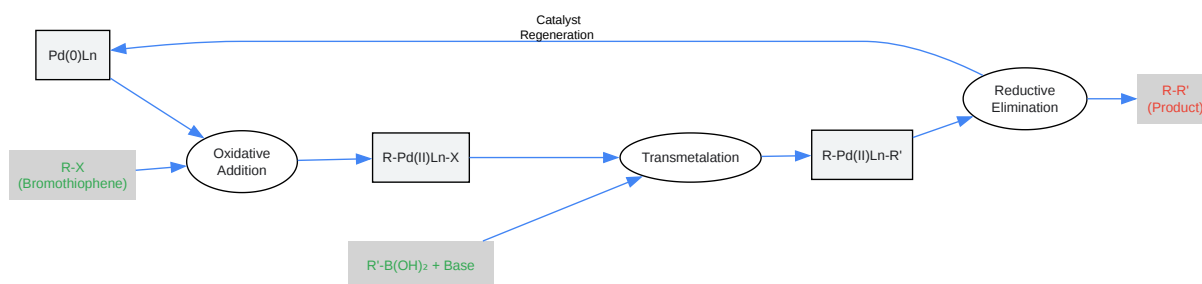 Catalyst
Regeneration
Pd(0)Ln
Reductive
Elimination
R-R'
(Product)
Oxidative
Addition
R-Pd(II)Ln-X
Transmetalation
R-Pd(II)Ln-R'
R-X
(Bromothiophene)
R'-B(OH)₂ + Base